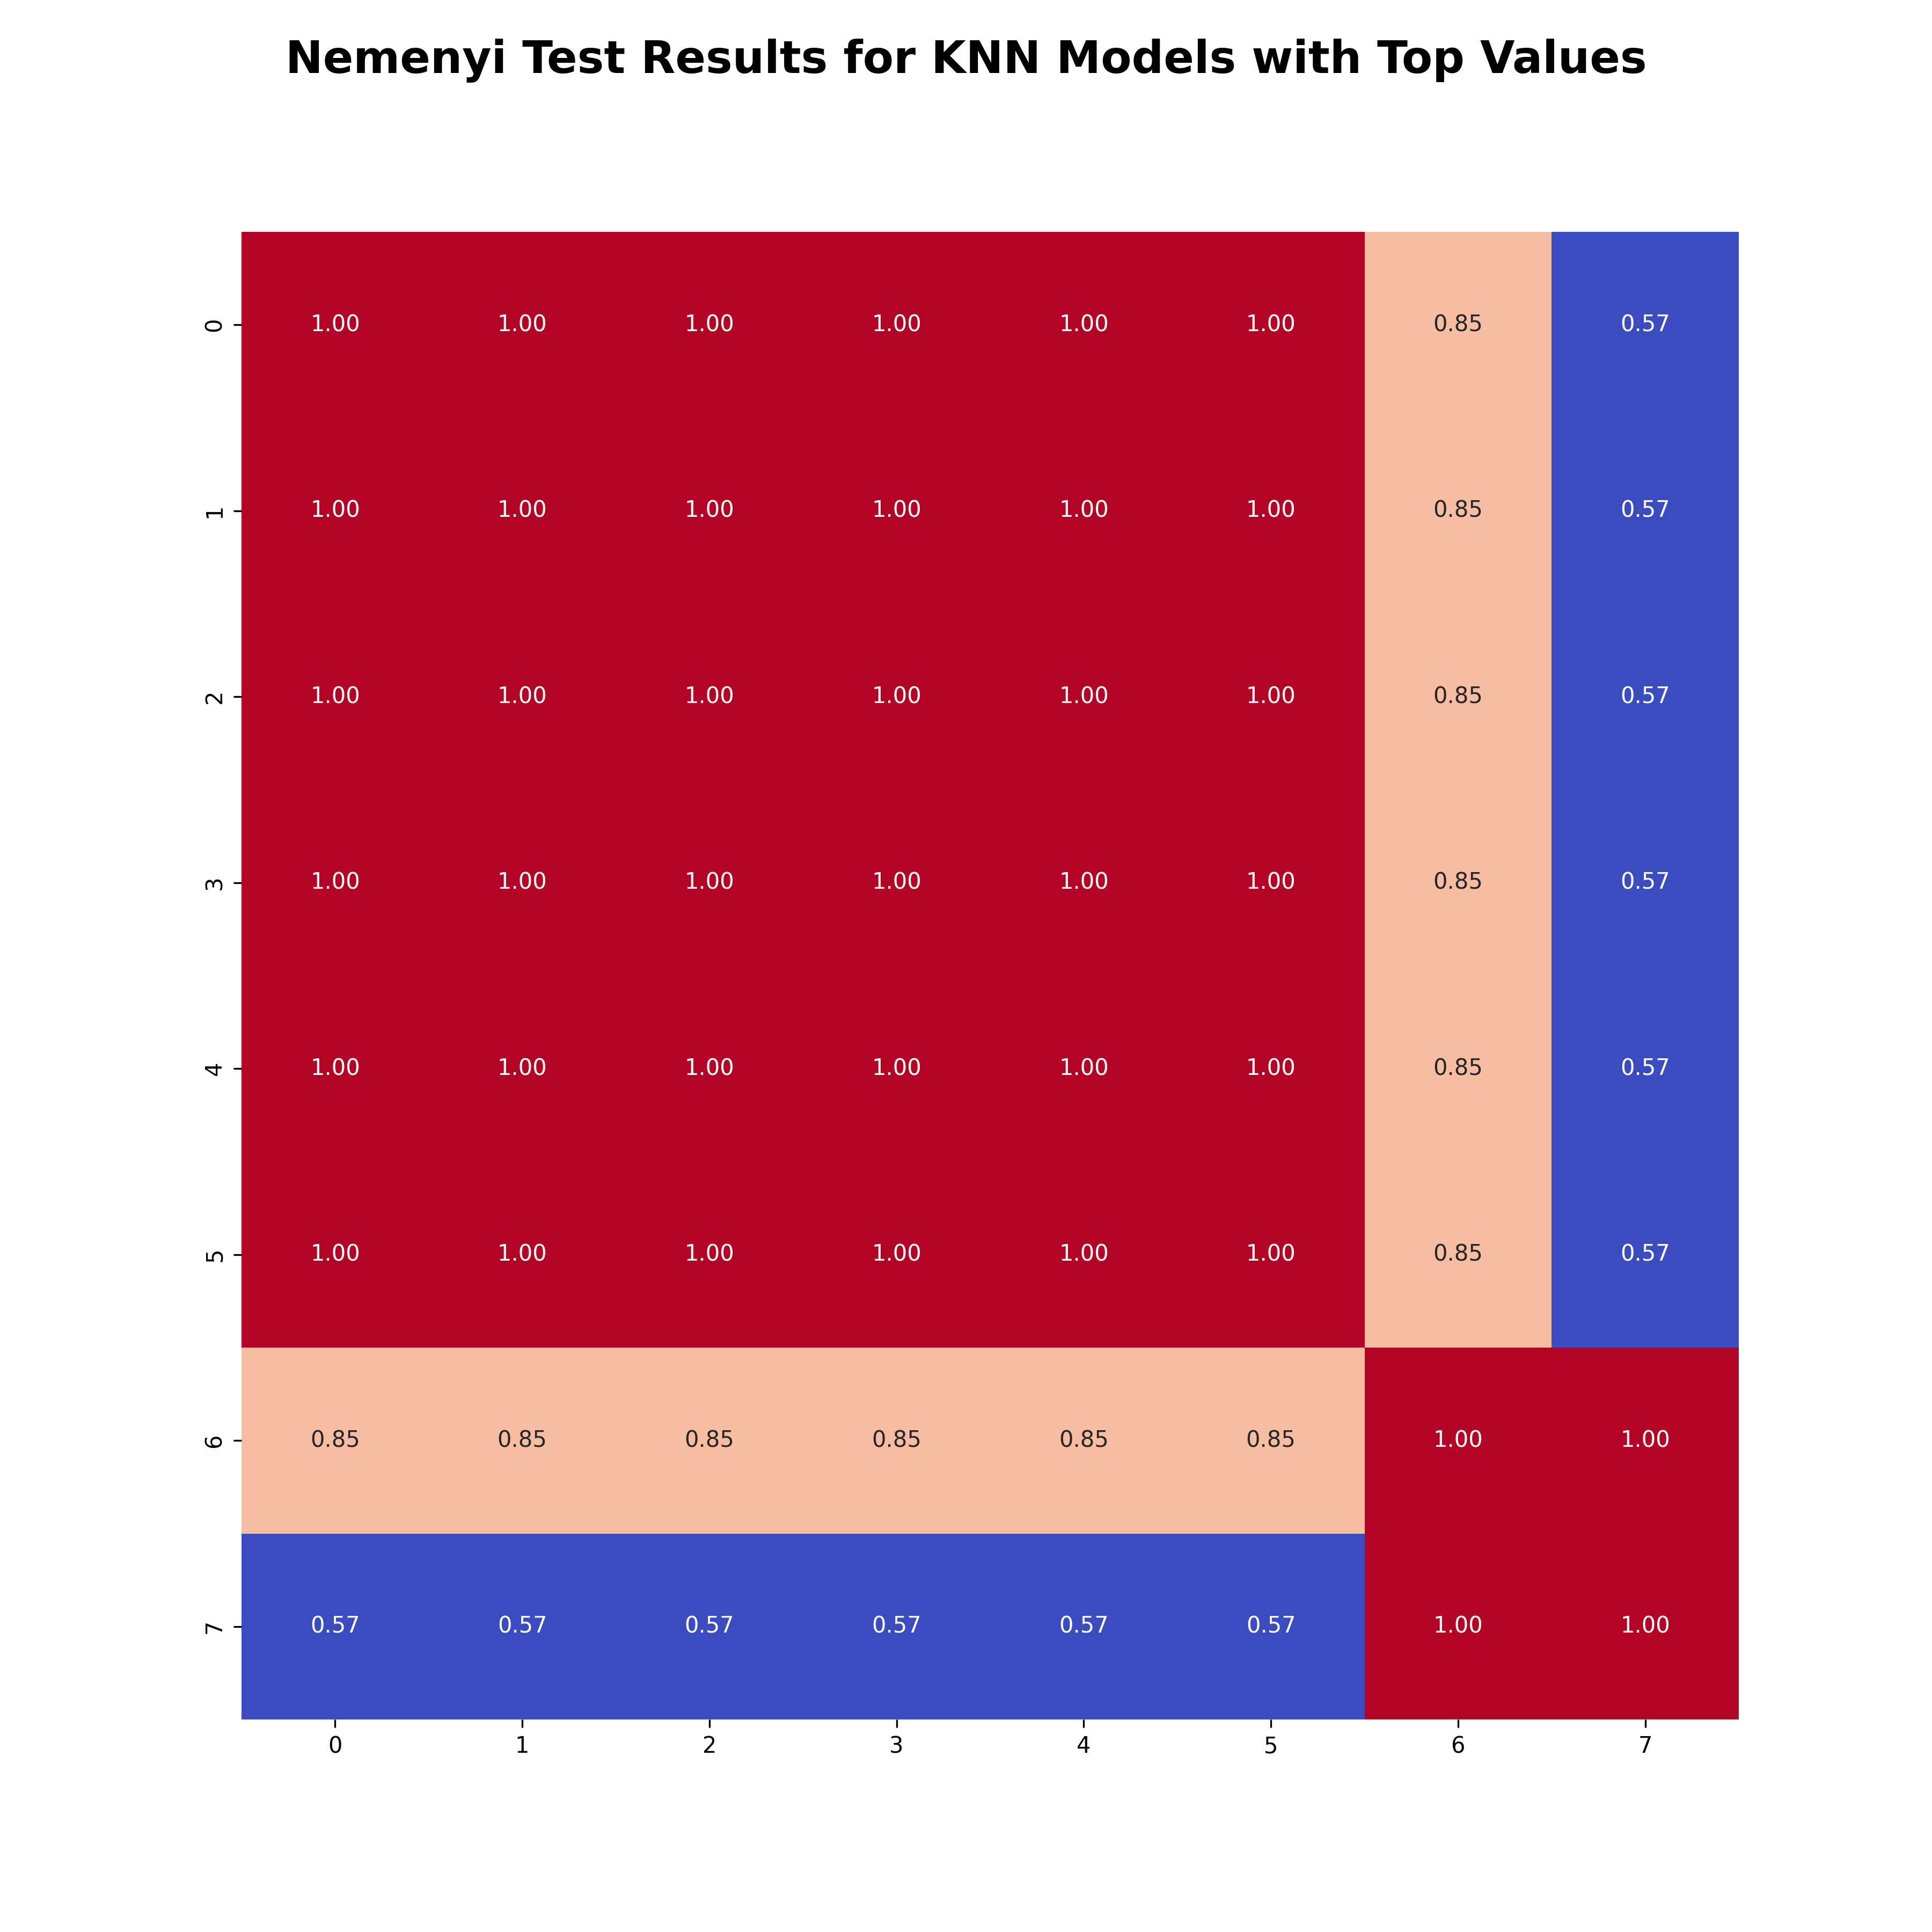 Nemenyi Test Results for KNN Models with Top Values
0 1.00 1.00 1.00 1.00 1.00 1.00 0.85 0.57
1 1.00 1.00 1.00 1.00 1.00 1.00 0.85 0.57
2 1.00 1.00 1.00 1.00 1.00 1.00 0.85 0.57
3 1.00 1.00 1.00 1.00 1.00 1.00 0.85 0.57
4 1.00 1.00 1.00 1.00 1.00 1.00 0.85 0.57
5 1.00 1.00 1.00 1.00 1.00 1.00 0.85 0.57
6 0.85 0.85 0.85 0.85 0.85 0.85 1.00 1.00
7 0.57 0.57 0.57 0.57 0.57 0.57 1.00 1.00
0 1 2 3 4 5 6 7